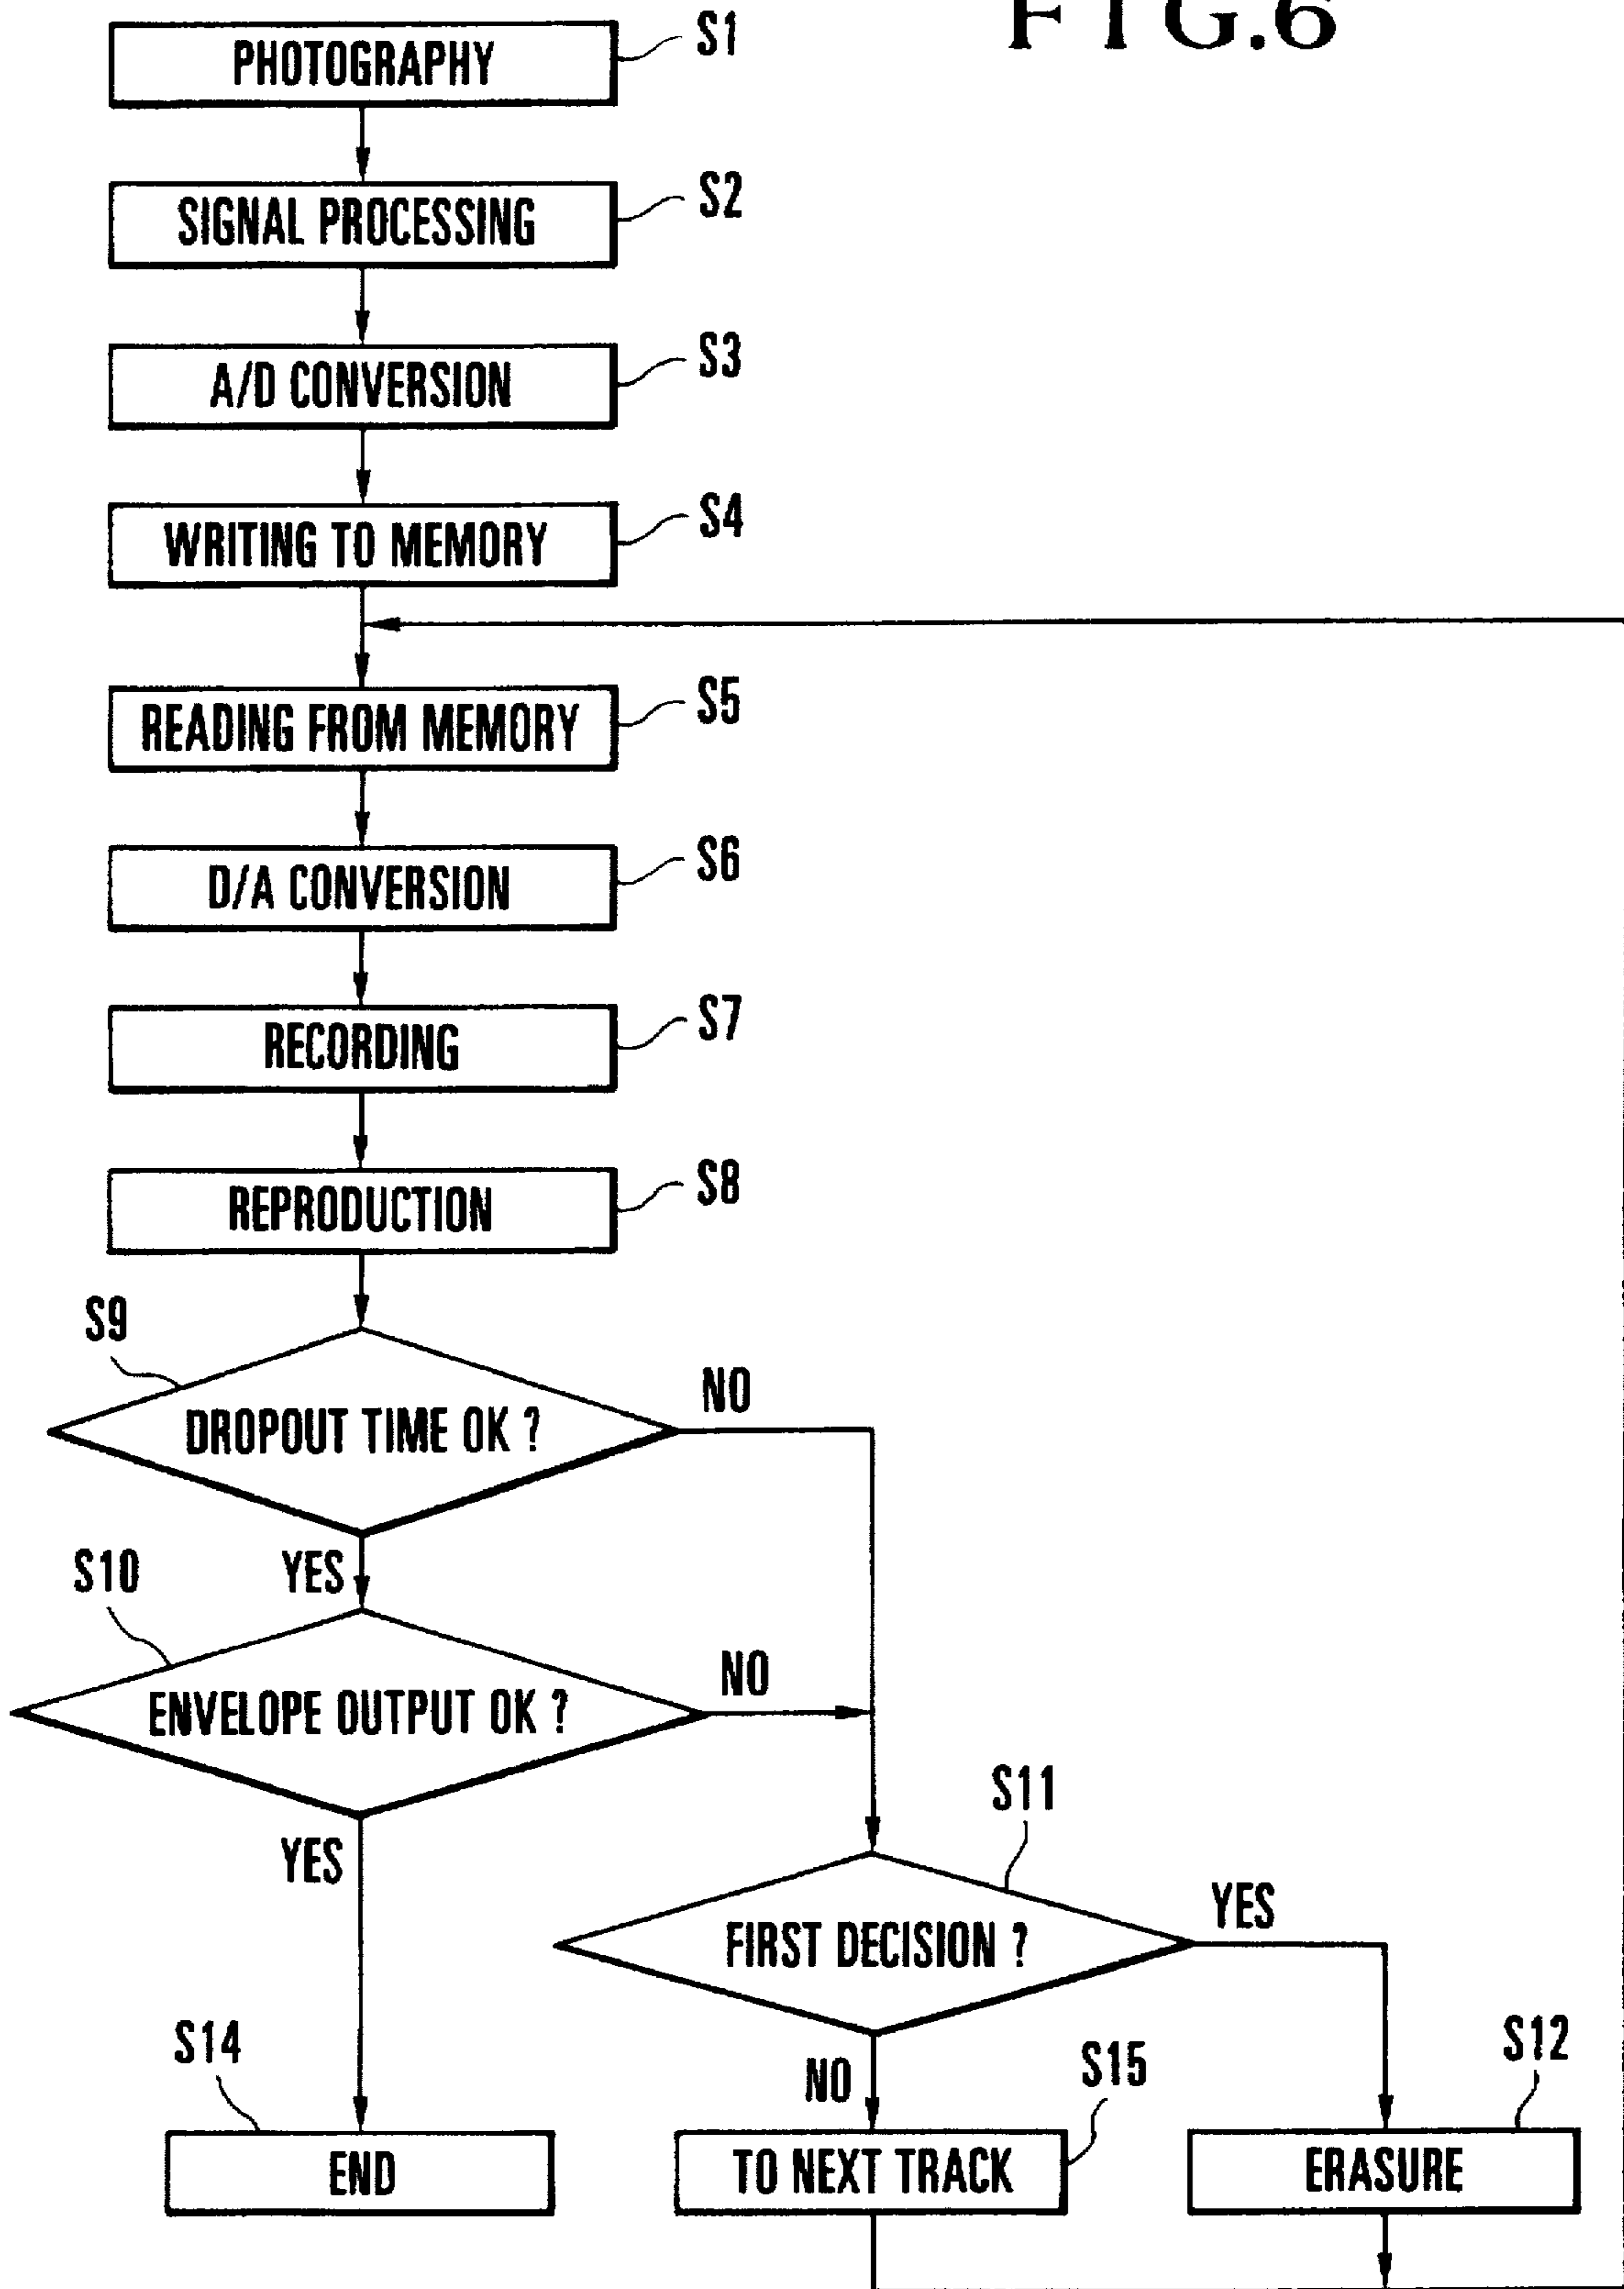 FIG.6
PHOTOGRAPHY
S1
SIGNAL PROCESSING
S2
A/D CONVERSION
S3
WRITING TO MEMORY
S4
READING FROM MEMORY
S5
D/A CONVERSION
S6
RECORDING
S7
REPRODUCTION
S8
S9
DROPOUT TIME OK ?
NO
YES
S10
ENVELOPE OUTPUT OK ?
NO
YES
S11
FIRST DECISION ?
YES
NO
S14
END
S15
TO NEXT TRACK
S12
ERASURE